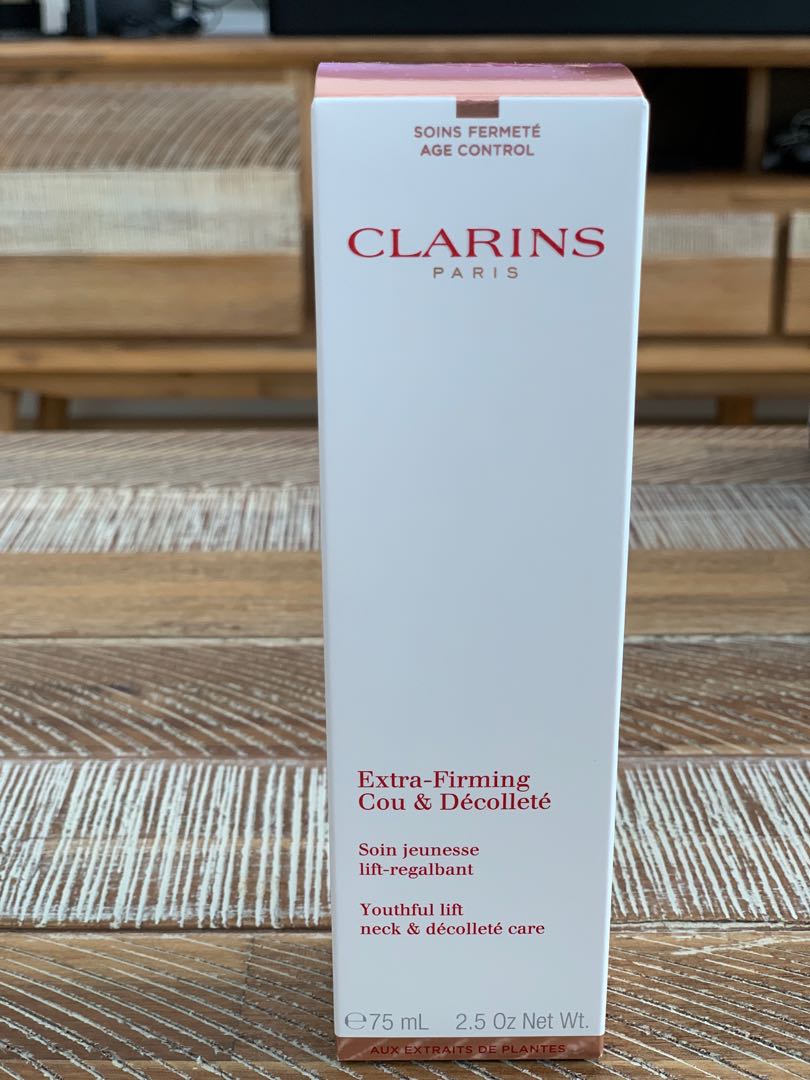 SOINS FERMETÉ
AGE CONTROL
CLARINS
PARIS
Extra-Firming
Cou & Décolleté
Soin jeunesse
lift-regalbant
Youthful lift
neck & décolleté care
℮75 mL 2.5 Oz Net Wt.
AUX EXTRAITS DE PLANTES